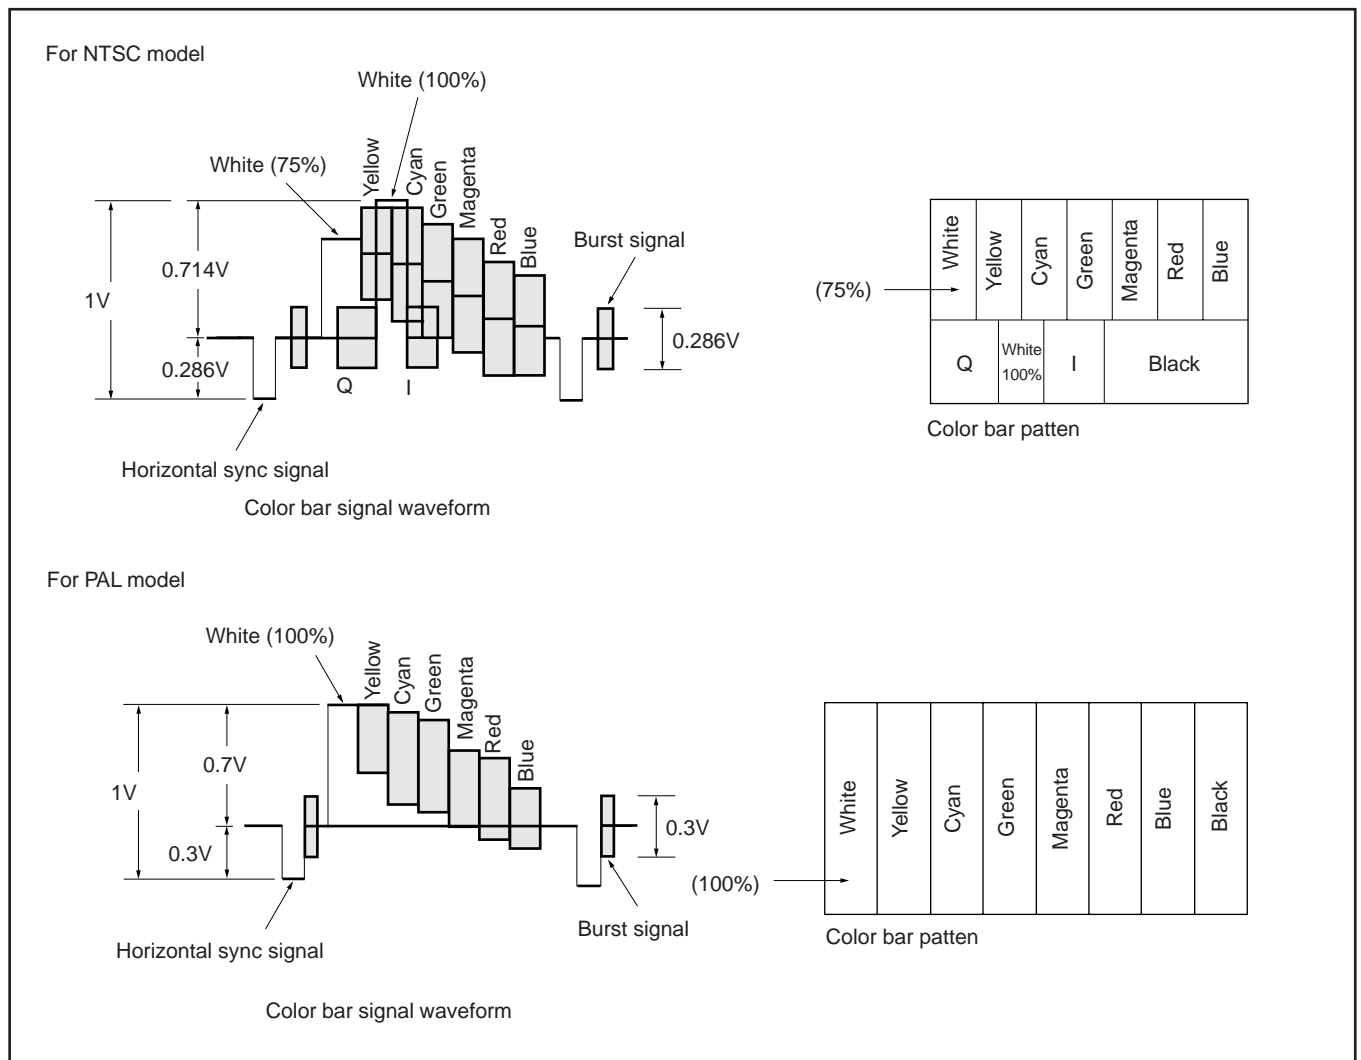 For NTSC model
White (100%)
White (75%)
Yellow
Cyan
Green
Magenta
Red
Blue
Burst signal
1V
0.714V
0.286V
0.286V
Q
I
Horizontal sync signal
Color bar signal waveform
(75%)
White
Yellow
Cyan
Green
Magenta
Red
Blue
Q
White
100%
I
Black
Color bar patten
For PAL model
White (100%)
Yellow
Cyan
Green
Magenta
Red
Blue
1V
0.7V
0.3V
0.3V
Burst signal
Horizontal sync signal
Color bar signal waveform
(100%)
White
Yellow
Cyan
Green
Magenta
Red
Blue
Black
Color bar patten